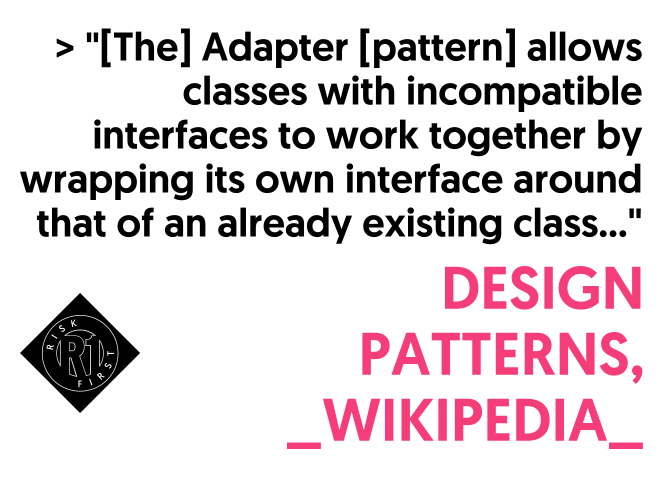 > "[The] Adapter [pattern] allows
classes with incompatible
interfaces to work together by
wrapping its own interface around
that of an already existing class..."
DESIGN
PATTERNS,
_WIKIPEDIA_
RISK
R1
FIRST